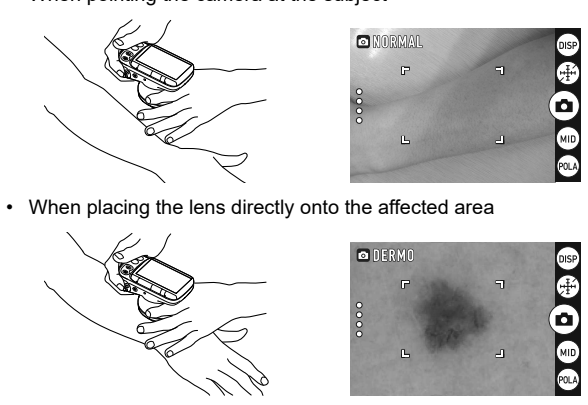 When pointing the camera at the subject
NORMAL
DISP
MID
POLA
• When placing the lens directly onto the affected area
DERMO
DISP
MID
POLA